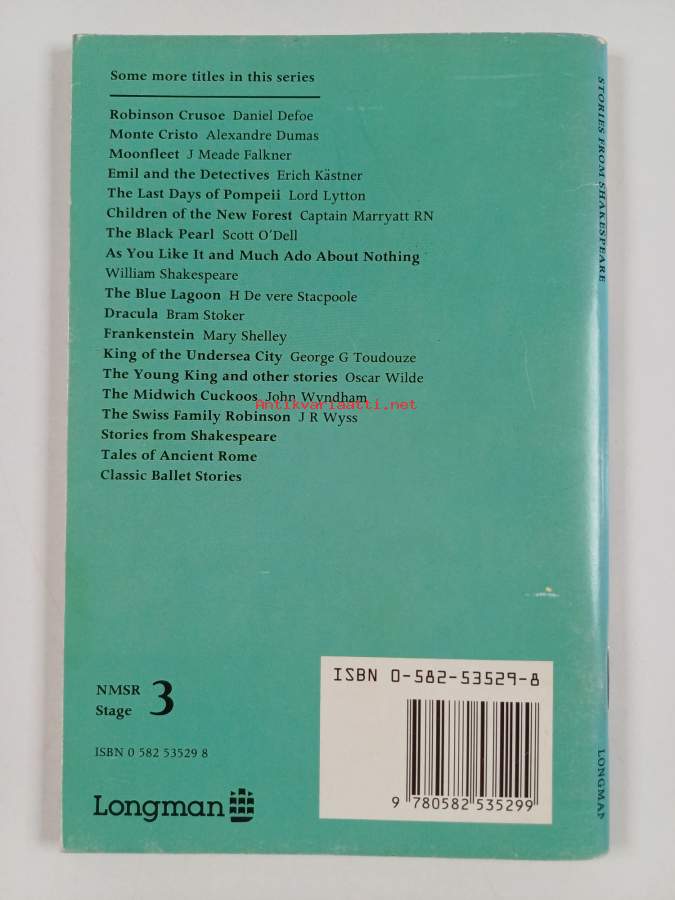 Some more titles in this series
Robinson Crusoe Daniel Defoe
Monte Cristo Alexandre Dumas
Moonfleet J Meade Falkner
Emil and the Detectives Erich Kästner
The Last Days of Pompeii Lord Lytton
Children of the New Forest Captain Marryatt RN
The Black Pearl Scott O'Dell
As You Like It and Much Ado About Nothing
William Shakespeare
The Blue Lagoon H De vere Stacpoole
Dracula Bram Stoker
Frankenstein Mary Shelley
King of the Undersea City George G Toudouze
The Young King and other stories Oscar Wilde
The Midwich Cuckoos John Wyndham
Antikvariaatti.net
The Swiss Family Robinson J R Wyss
Stories from Shakespeare
Tales of Ancient Rome
Classic Ballet Stories
NMSR
Stage 3
ISBN 0 582 53529 8
Longman
ISBN 0-582-53529-8
9 780582 535299
STORIES FROM SHAKESPEARE
LONGMAN